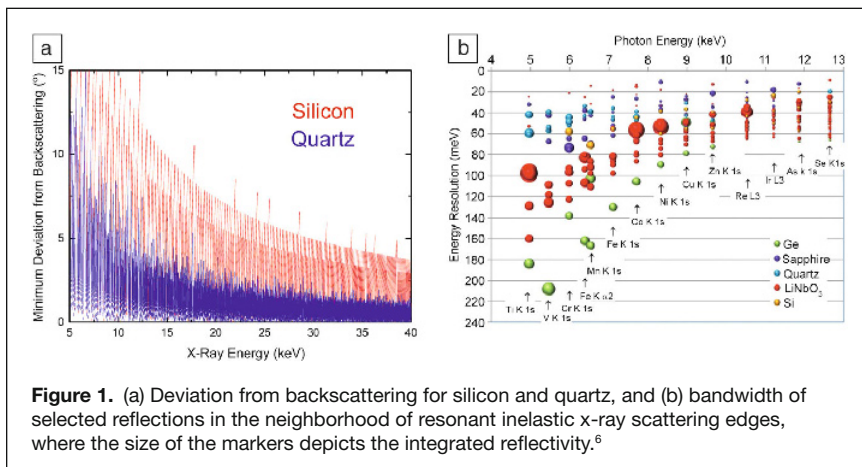 a
15
10
5
0
Minimum Deviation from Backscattering (°)
Silicon
Quartz
5 10 15 20 25 30 35 40
X-Ray Energy (keV)
b
Photon Energy (keV)
4 5 6 7 8 9 10 11 12 13
0
20
40
60
80
100
120
140
160
180
200
220
240
Energy Resolution (meV)
Ti K 1s
V K 1s
Cr K 1s
Fe K α2
Mn K 1s
Fe K 1s
Co K 1s
Ni K 1s
Cu K 1s
Zn K 1s
Re L3
Ir L3
As k 1s
Se K1s
Ge
Sapphire
Quartz
LiNbO3
Si
Figure 1. (a) Deviation from backscattering for silicon and quartz, and (b) bandwidth of
selected reflections in the neighborhood of resonant inelastic x-ray scattering edges,
where the size of the markers depicts the integrated reflectivity.6